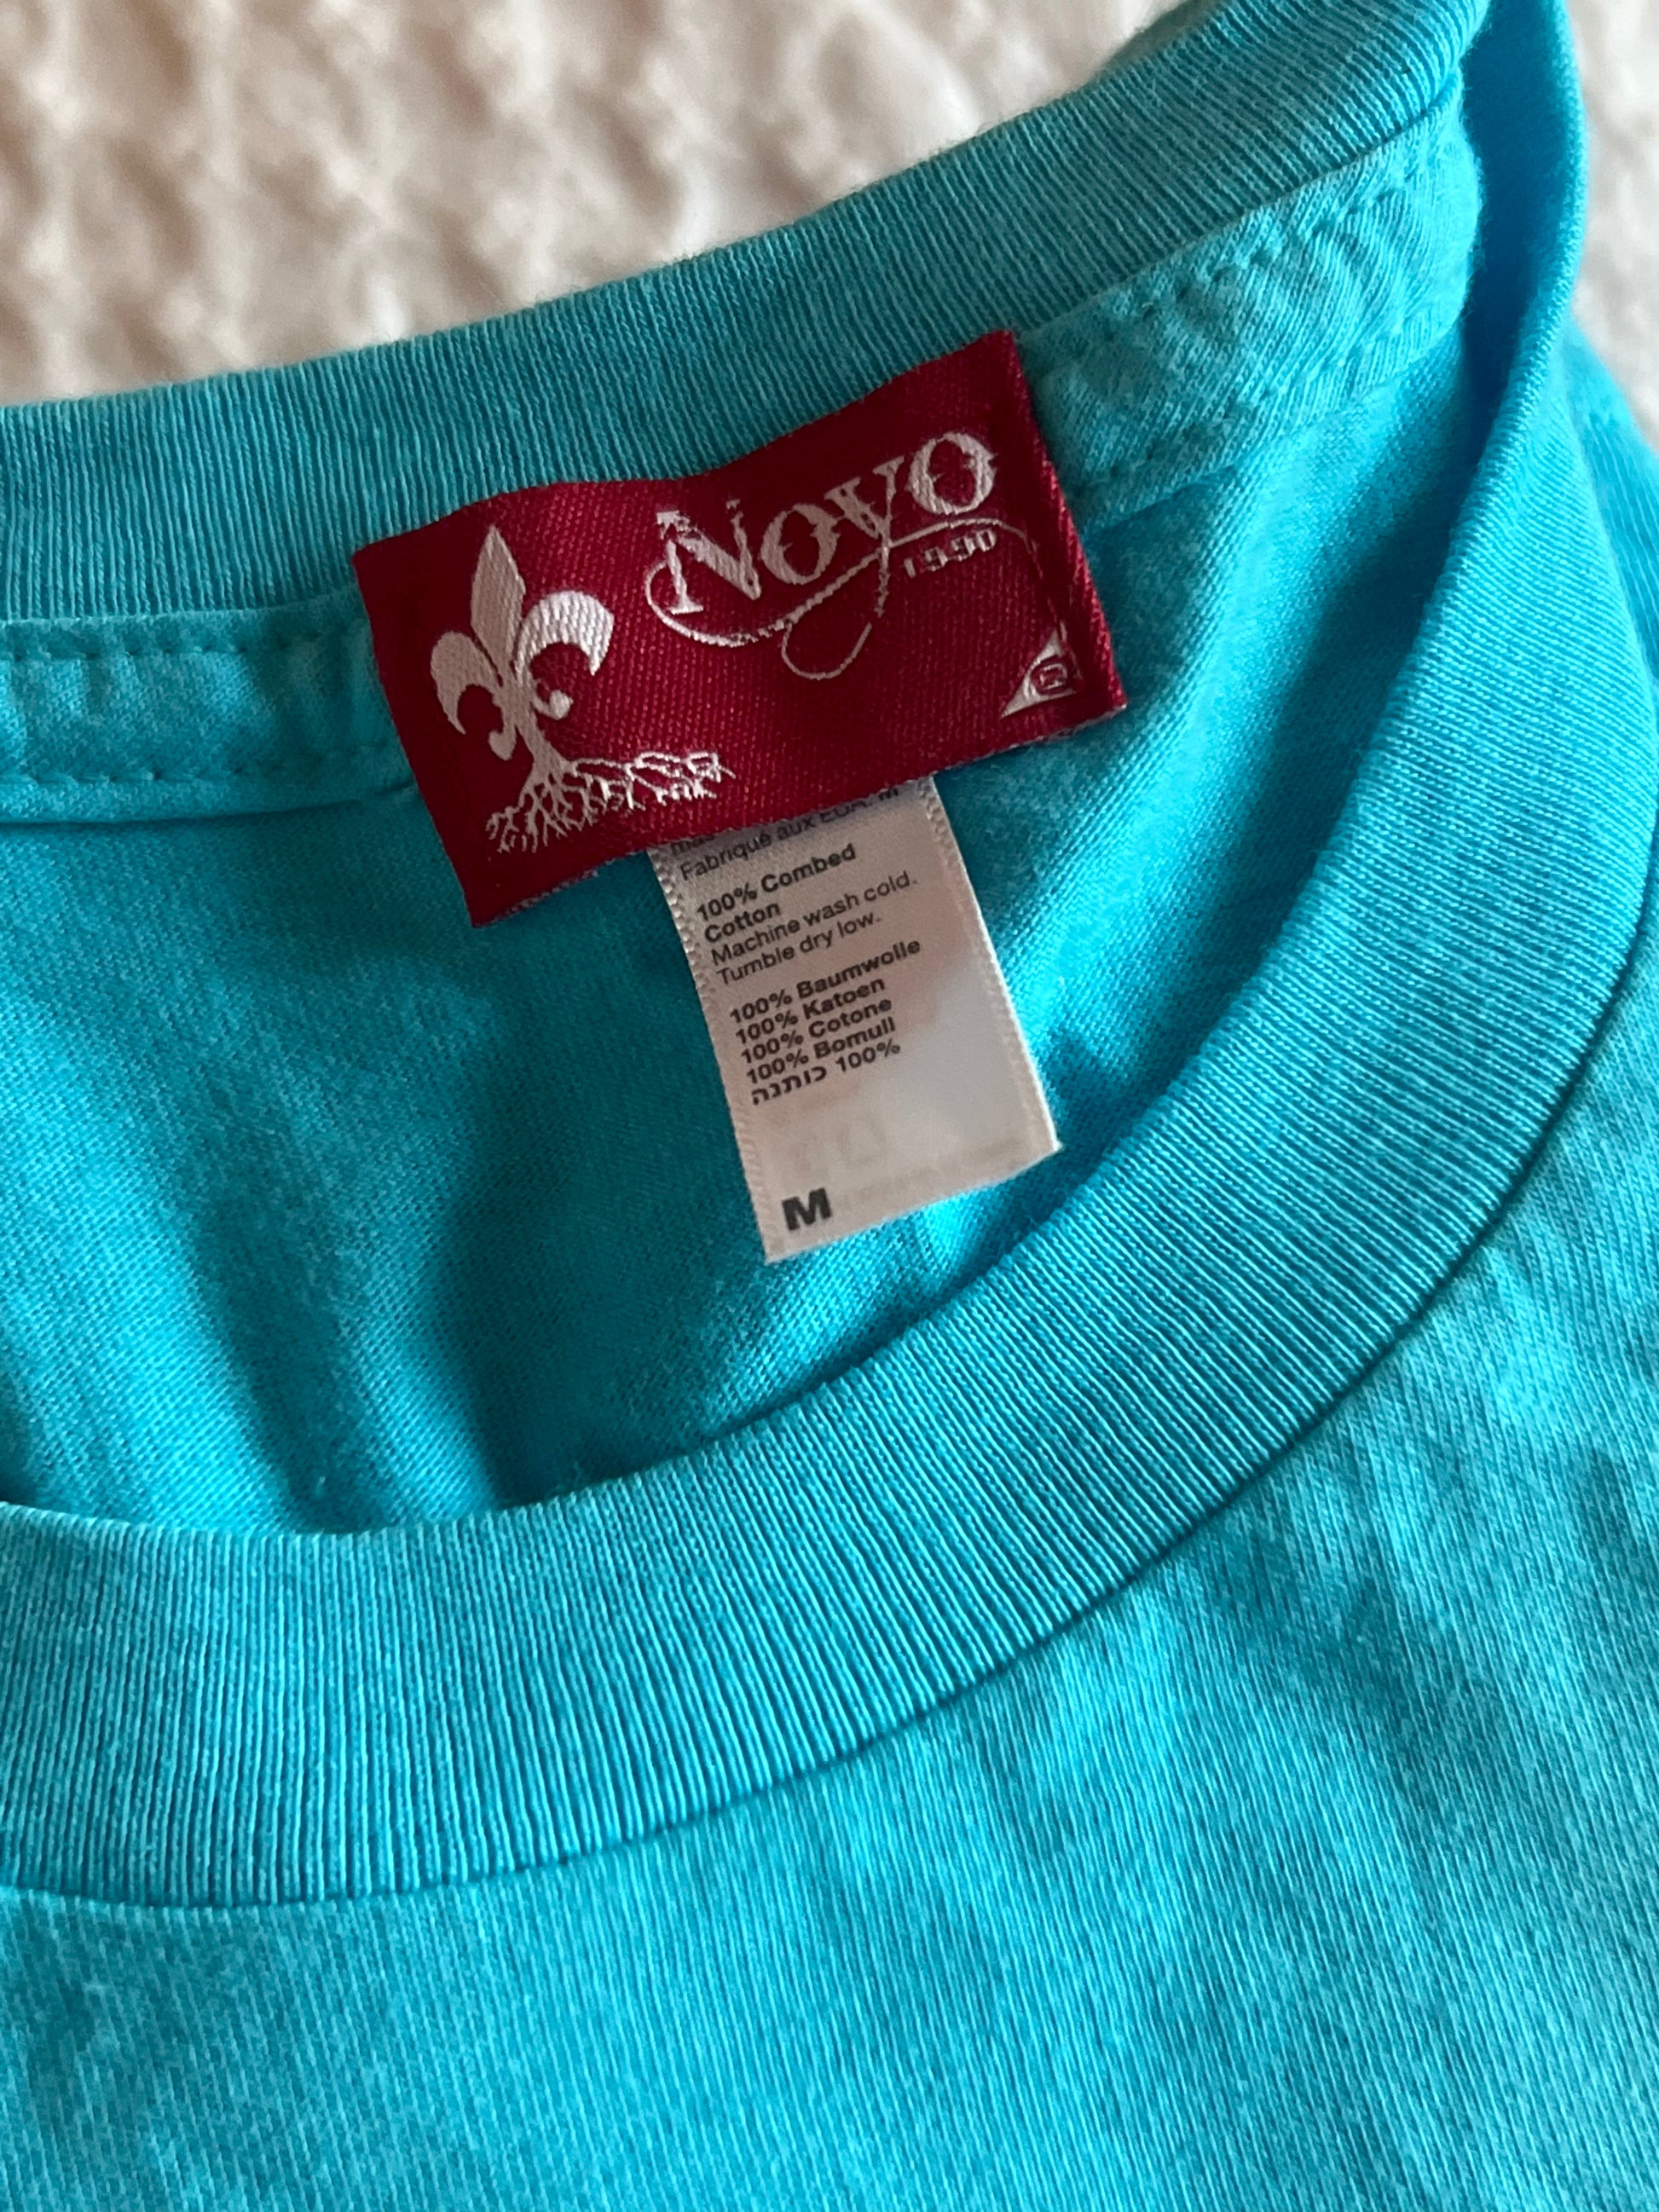 Noyo
1990
Fabriqué aux
100% Combed
Cotton
Machine wash cold.
Tumble dry low.
100% Baumwolle
100% Katoen
100% Cotone
100% Bomull
100% כותנה
M